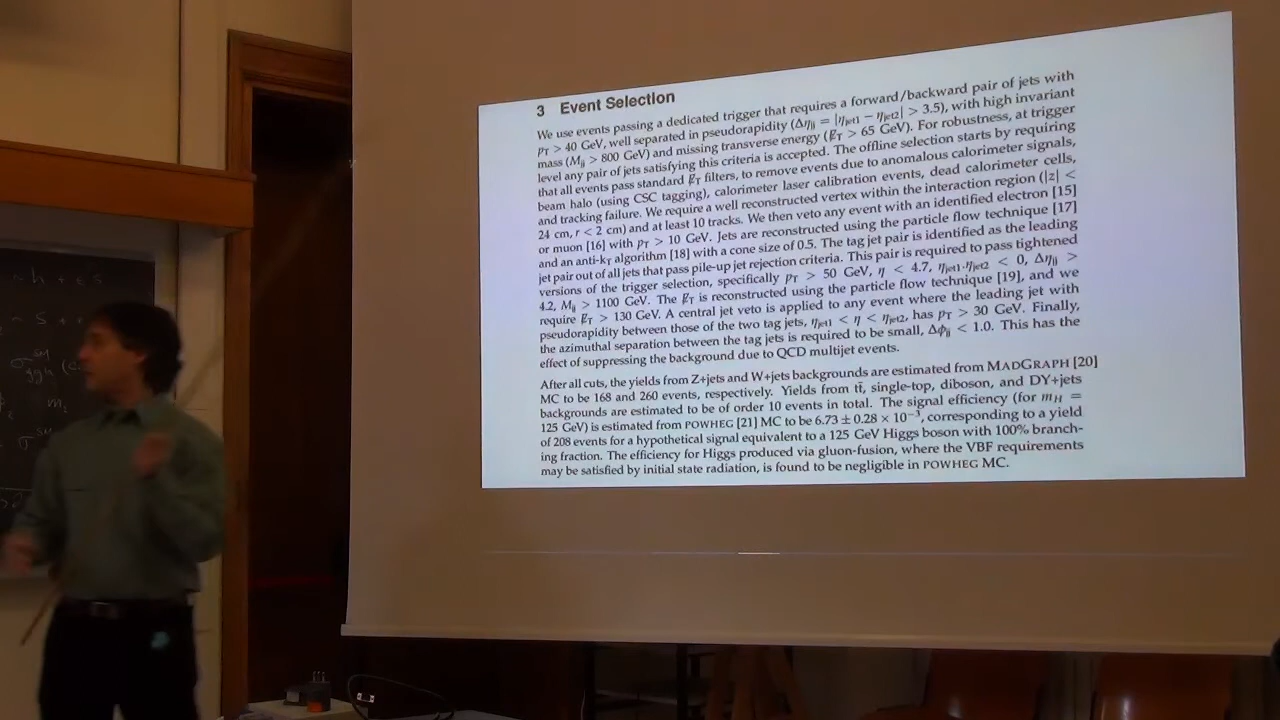 ~ h + ε s
~ s +
σ SM ggh (c
m
σ SM
3 Event Selection
We use events passing a dedicated trigger that requires a forward/backward pair of jets with
pT > 40 GeV, well separated in pseudorapidity (Δηjj = |ηjet1 − ηjet2| > 3.5), with high invariant
mass (Mjj > 800 GeV) and missing transverse energy (E̸T > 65 GeV). For robustness, at trigger
level any pair of jets satisfying this criteria is accepted. The offline selection starts by requiring
that all events pass standard E̸T filters, to remove events due to anomalous calorimeter signals,
beam halo (using CSC tagging), calorimeter laser calibration events, dead calorimeter cells,
and tracking failure. We require a well reconstructed vertex within the interaction region (|z| <
24 cm, r < 2 cm) and at least 10 tracks. We then veto any event with an identified electron [15]
or muon [16] with pT > 10 GeV. Jets are reconstructed using the particle flow technique [17]
and an anti-kT algorithm [18] with a cone size of 0.5. The tag jet pair is identified as the leading
jet pair out of all jets that pass pile-up jet rejection criteria. This pair is required to pass tightened
versions of the trigger selection, specifically pT > 50 GeV, η < 4.7, ηjet1·ηjet2 < 0, Δηjj >
4.2, Mjj > 1100 GeV. The E̸T is reconstructed using the particle flow technique [19], and we
require E̸T > 130 GeV. A central jet veto is applied to any event where the leading jet with
pseudorapidity between those of the two tag jets, ηjet1 < η < ηjet2, has pT > 30 GeV. Finally,
the azimuthal separation between the tag jets is required to be small, Δϕjj < 1.0. This has the
effect of suppressing the background due to QCD multijet events.
After all cuts, the yields from Z+jets and W+jets backgrounds are estimated from MADGRAPH [20]
MC to be 168 and 260 events, respectively. Yields from tt̄, single-top, diboson, and DY+jets
backgrounds are estimated to be of order 10 events in total. The signal efficiency (for mH =
125 GeV) is estimated from POWHEG [21] MC to be 6.73 ± 0.28 × 10⁻³, corresponding to a yield
of 208 events for a hypothetical signal equivalent to a 125 GeV Higgs boson with 100% branch-
ing fraction. The efficiency for Higgs produced via gluon-fusion, where the VBF requirements
may be satisfied by initial state radiation, is found to be negligible in POWHEG MC.